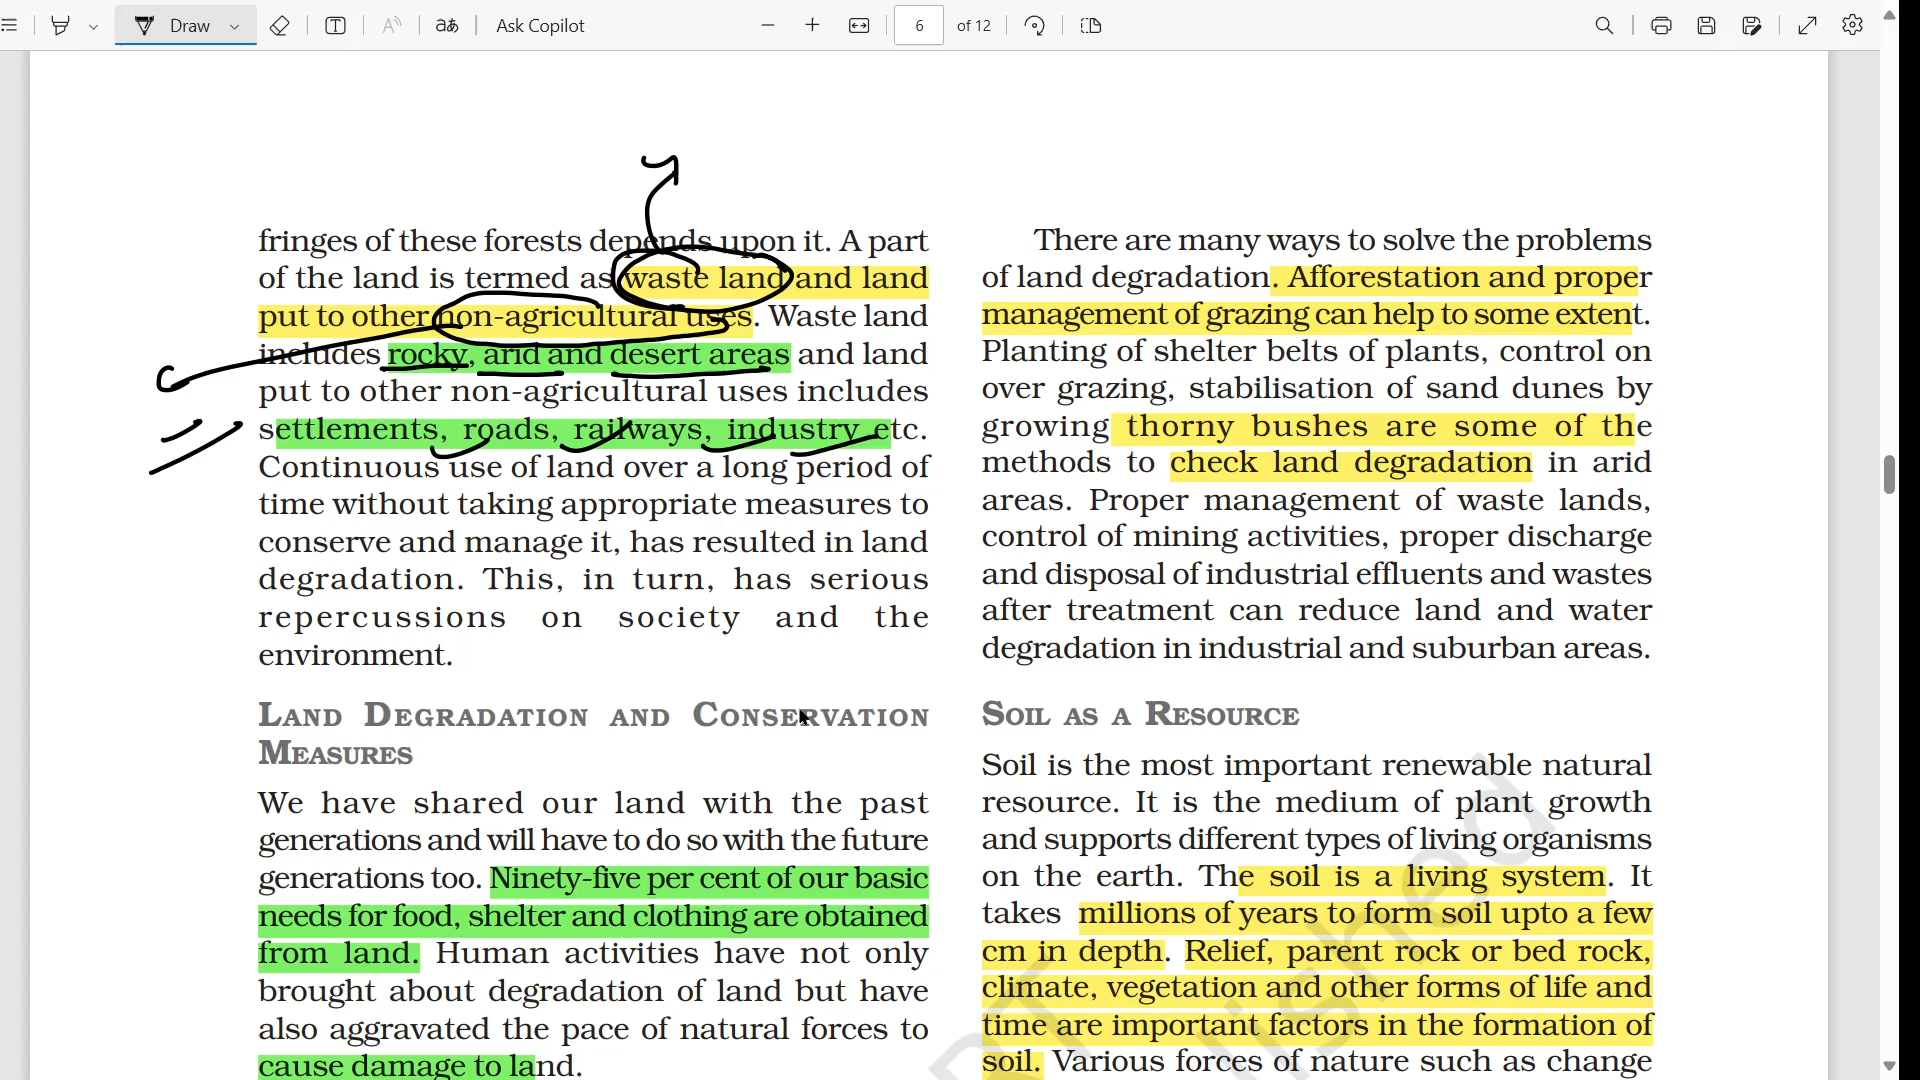 Draw
Ask Copilot
6 of 12
fringes of these forests depends upon it. A part
of the land is termed as waste land and land
put to other non-agricultural uses. Waste land
includes rocky, arid and desert areas and land
put to other non-agricultural uses includes
settlements, roads, railways, industry etc.
Continuous use of land over a long period of
time without taking appropriate measures to
conserve and manage it, has resulted in land
degradation. This, in turn, has serious
repercussions on society and the
environment.
LAND DEGRADATION AND CONSERVATION
MEASURES
We have shared our land with the past
generations and will have to do so with the future
generations too. Ninety-five per cent of our basic
needs for food, shelter and clothing are obtained
from land. Human activities have not only
brought about degradation of land but have
also aggravated the pace of natural forces to
cause damage to land.
There are many ways to solve the problems
of land degradation. Afforestation and proper
management of grazing can help to some extent.
Planting of shelter belts of plants, control on
over grazing, stabilisation of sand dunes by
growing thorny bushes are some of the
methods to check land degradation in arid
areas. Proper management of waste lands,
control of mining activities, proper discharge
and disposal of industrial effluents and wastes
after treatment can reduce land and water
degradation in industrial and suburban areas.
SOIL AS A RESOURCE
Soil is the most important renewable natural
resource. It is the medium of plant growth
and supports different types of living organisms
on the earth. The soil is a living system. It
takes millions of years to form soil upto a few
cm in depth. Relief, parent rock or bed rock,
climate, vegetation and other forms of life and
time are important factors in the formation of
soil. Various forces of nature such as change